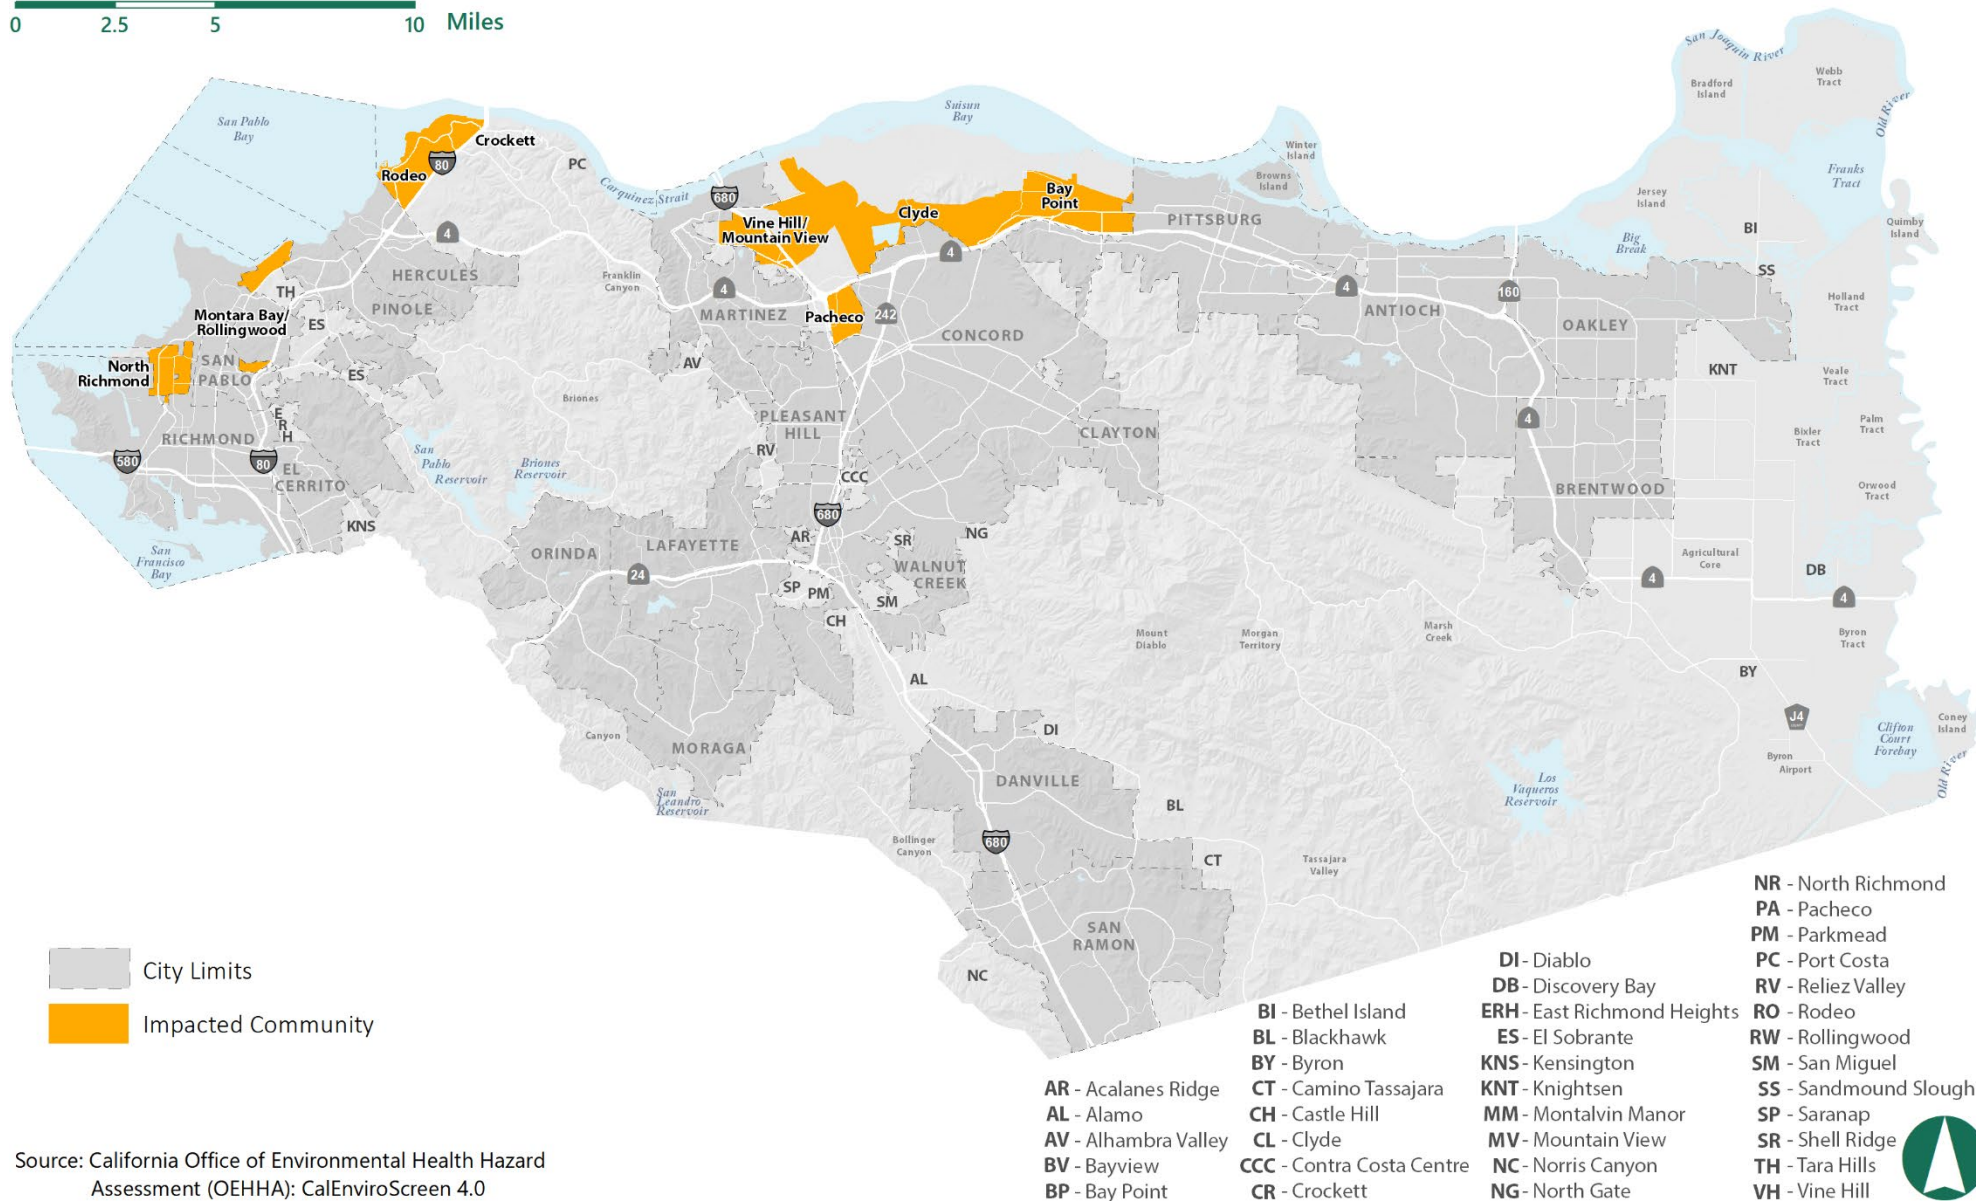 0 2.5 5 10 Miles
San Joaquin River
Webb
Tract
Bradford
Island
Old River
San Pablo
Bay
Suisun
Bay
Crockett
80
Rodeo
PC
Carquinez Strait
680
Winter
Island
Browns
Island
Franks
Tract
Jersey
Island
Quimby
Island
Bay
Point
Clyde
Vine Hill/
Mountain View
PITTSBURG
BI
Big
Break
4
4
SS
HERCULES
Franklin
Canyon
TH
4
4
160
Holland
Tract
PINOLE
Montara Bay/
Rollingwood
ES
MARTINEZ
Pacheco
242
CONCORD
ANTIOCH
OAKLEY
North
Richmond
SAN
PABLO
ES
AV
KNT
Veale
Tract
Briones
PLEASANT
HILL
CLAYTON
4
Palm
Tract
Bixler
Tract
E
R
H
RICHMOND
580
80
EL
CERRITO
San
Pablo
Reservoir
Briones
Reservoir
RV
CCC
BRENTWOOD
Orwood
Tract
KNS
680
San
Francisco
Bay
ORINDA
LAFAYETTE
AR
SR
NG
WALNUT
CREEK
24
SP
PM
SM
CH
Agricultural
Core
4
DB
4
Mount
Diablo
Morgan
Territory
Marsh
Creek
Byron
Tract
AL
BY
DI
J4
Clifton
Court
Forebay
Coney
Island
Old River
Canyon
MORAGA
DANVILLE
Byron
Airport
San
Leandro
Reservoir
Los
Vaqueros
Reservoir
BL
Bollinger
Canyon
680
CT
Tassajara
Valley
SAN
RAMON
NC
City Limits
Impacted Community
AR - Acalanes Ridge
AL - Alamo
AV - Alhambra Valley
BV - Bayview
BP - Bay Point
BI - Bethel Island
BL - Blackhawk
BY - Byron
CT - Camino Tassajara
CH - Castle Hill
CL - Clyde
CCC - Contra Costa Centre
CR - Crockett
DI - Diablo
DB - Discovery Bay
ERH - East Richmond Heights
ES - El Sobrante
KNS - Kensington
KNT - Knightsen
MM - Montalvin Manor
MV - Mountain View
NC - Norris Canyon
NG - North Gate
NR - North Richmond
PA - Pacheco
PM - Parkmead
PC - Port Costa
RV - Reliez Valley
RO - Rodeo
RW - Rollingwood
SM - San Miguel
SS - Sandmound Slough
SP - Saranap
SR - Shell Ridge
TH - Tara Hills
VH - Vine Hill
Source: California Office of Environmental Health Hazard
Assessment (OEHHA): CalEnviroScreen 4.0